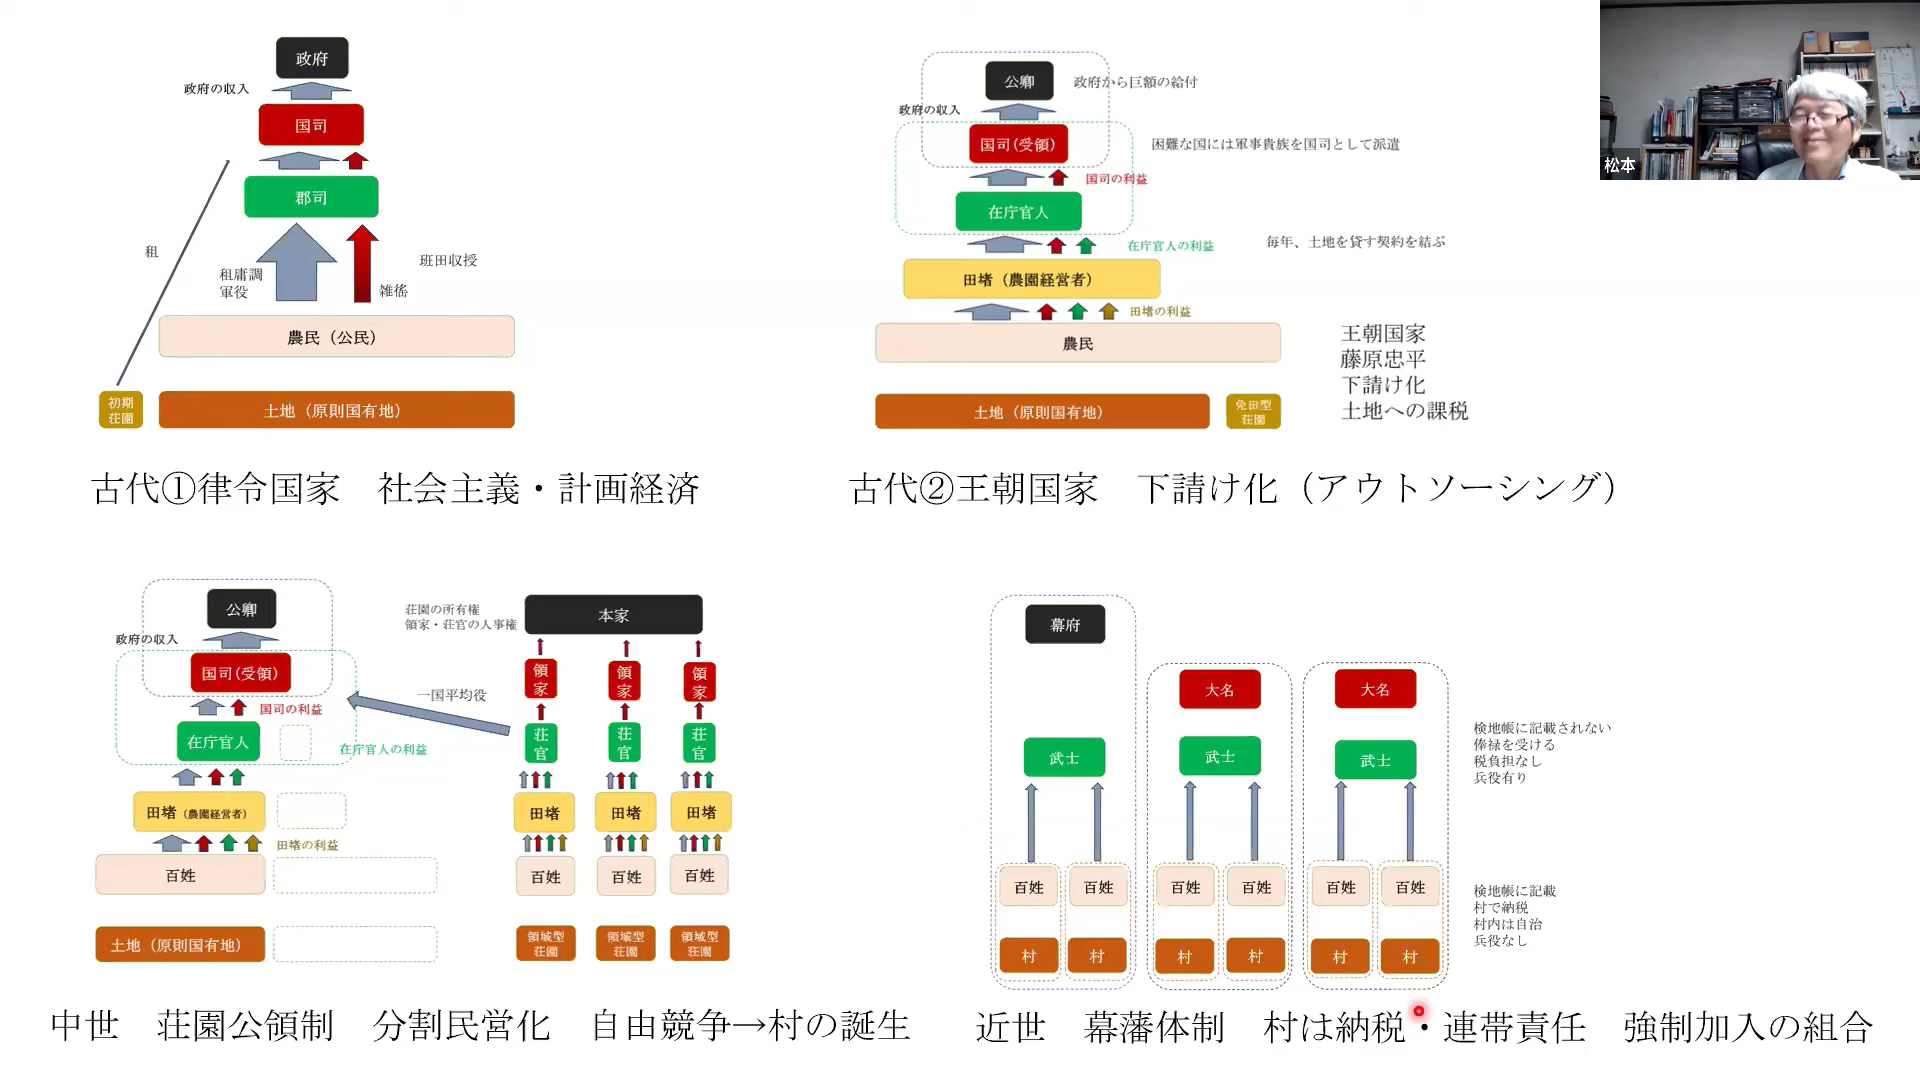 政府
政府の収入
国司
郡司
租
租庸調
軍役
雑徭
班田収授
農民（公民）
初期
荘園
土地（原則国有地）
古代①律令国家　社会主義・計画経済
公卿
政府から巨額の給付
政府の収入
国司(受領)
困難な国には軍事貴族を国司として派遣
国司の利益
在庁官人
在庁官人の利益
毎年、土地を貸す契約を結ぶ
田堵（農園経営者）
田堵の利益
農民
土地（原則国有地）
免田型
荘園
王朝国家
藤原忠平
下請け化
土地への課税
古代②王朝国家　下請け化（アウトソーシング）
松本
公卿
政府の収入
国司(受領)
国司の利益
在庁官人
在庁官人の利益
田堵（農園経営者）
田堵の利益
百姓
土地（原則国有地）
一国平均役
荘園の所有権
領家・荘官の人事権
本家
領家
領家
領家
荘官
荘官
荘官
田堵
田堵
田堵
百姓
百姓
百姓
領域型
荘園
領域型
荘園
領域型
荘園
中世　荘園公領制　分割民営化　自由競争→村の誕生
幕府
大名
大名
武士
武士
武士
検地帳に記載されない
俸禄を受ける
税負担なし
兵役有り
百姓
百姓
百姓
百姓
百姓
百姓
検地帳に記載
村で納税
村内は自治
兵役なし
村
村
村
村
村
村
近世　幕藩体制　村は納税・連帯責任　強制加入の組合